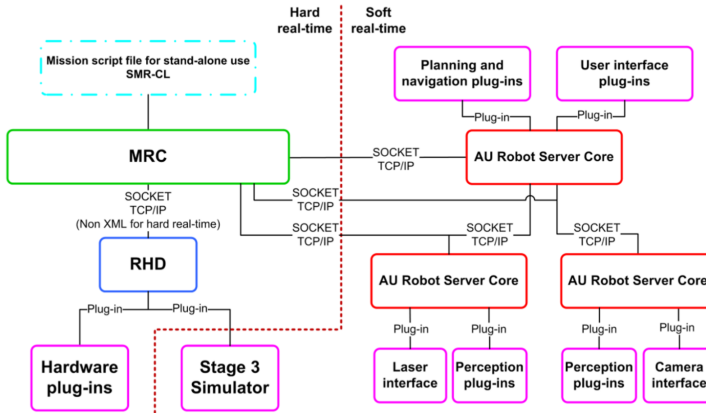 Hard
real-time
Soft
real-time
Mission script file for stand-alone use
SMR-CL
Planning and
navigation plug-ins
User interface
plug-ins
Plug-in
Plug-in
MRC
SOCKET
TCP/IP
AU Robot Server Core
SOCKET
TCP/IP
(Non XML for hard real-time)
SOCKET
TCP/IP
SOCKET
TCP/IP
SOCKET
TCP/IP
SOCKET
TCP/IP
RHD
AU Robot Server Core
AU Robot Server Core
Plug-in
Plug-in
Plug-in
Plug-in
Plug-in
Plug-in
Hardware
plug-ins
Stage 3
Simulator
Laser
interface
Perception
plug-ins
Perception
plug-ins
Camera
interface